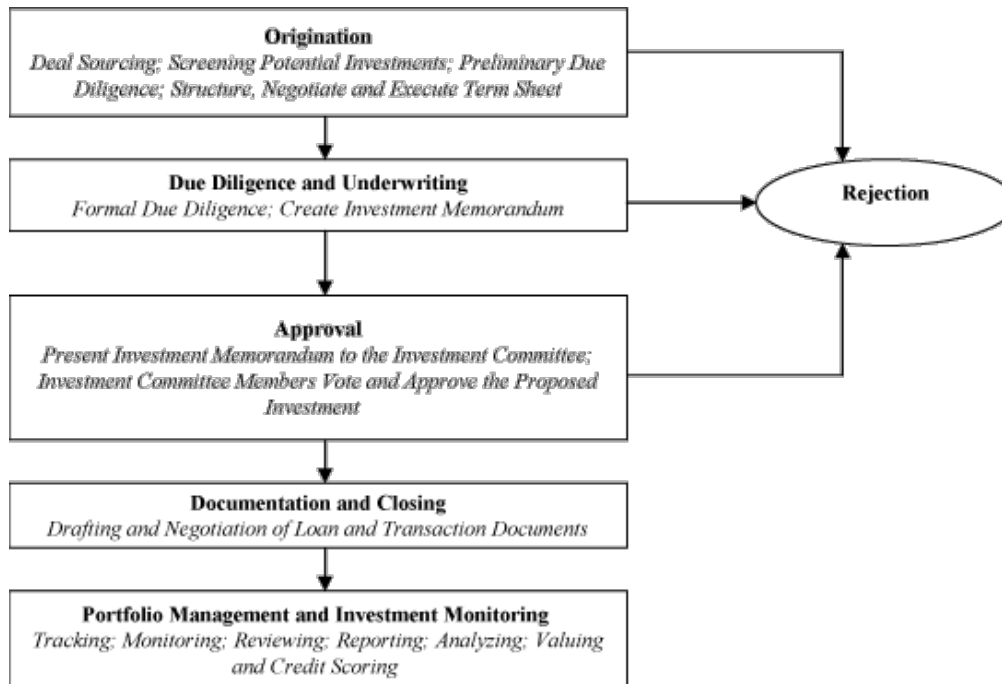 Origination
Deal Sourcing; Screening Potential Investments; Preliminary Due
Diligence; Structure, Negotiate and Execute Term Sheet
Due Diligence and Underwriting
Formal Due Diligence; Create Investment Memorandum
Rejection
Approval
Present Investment Memorandum to the Investment Committee;
Investment Committee Members Vote and Approve the Proposed
Investment
Documentation and Closing
Drafting and Negotiation of Loan and Transaction Documents
Portfolio Management and Investment Monitoring
Tracking; Monitoring; Reviewing; Reporting; Analyzing; Valuing
and Credit Scoring